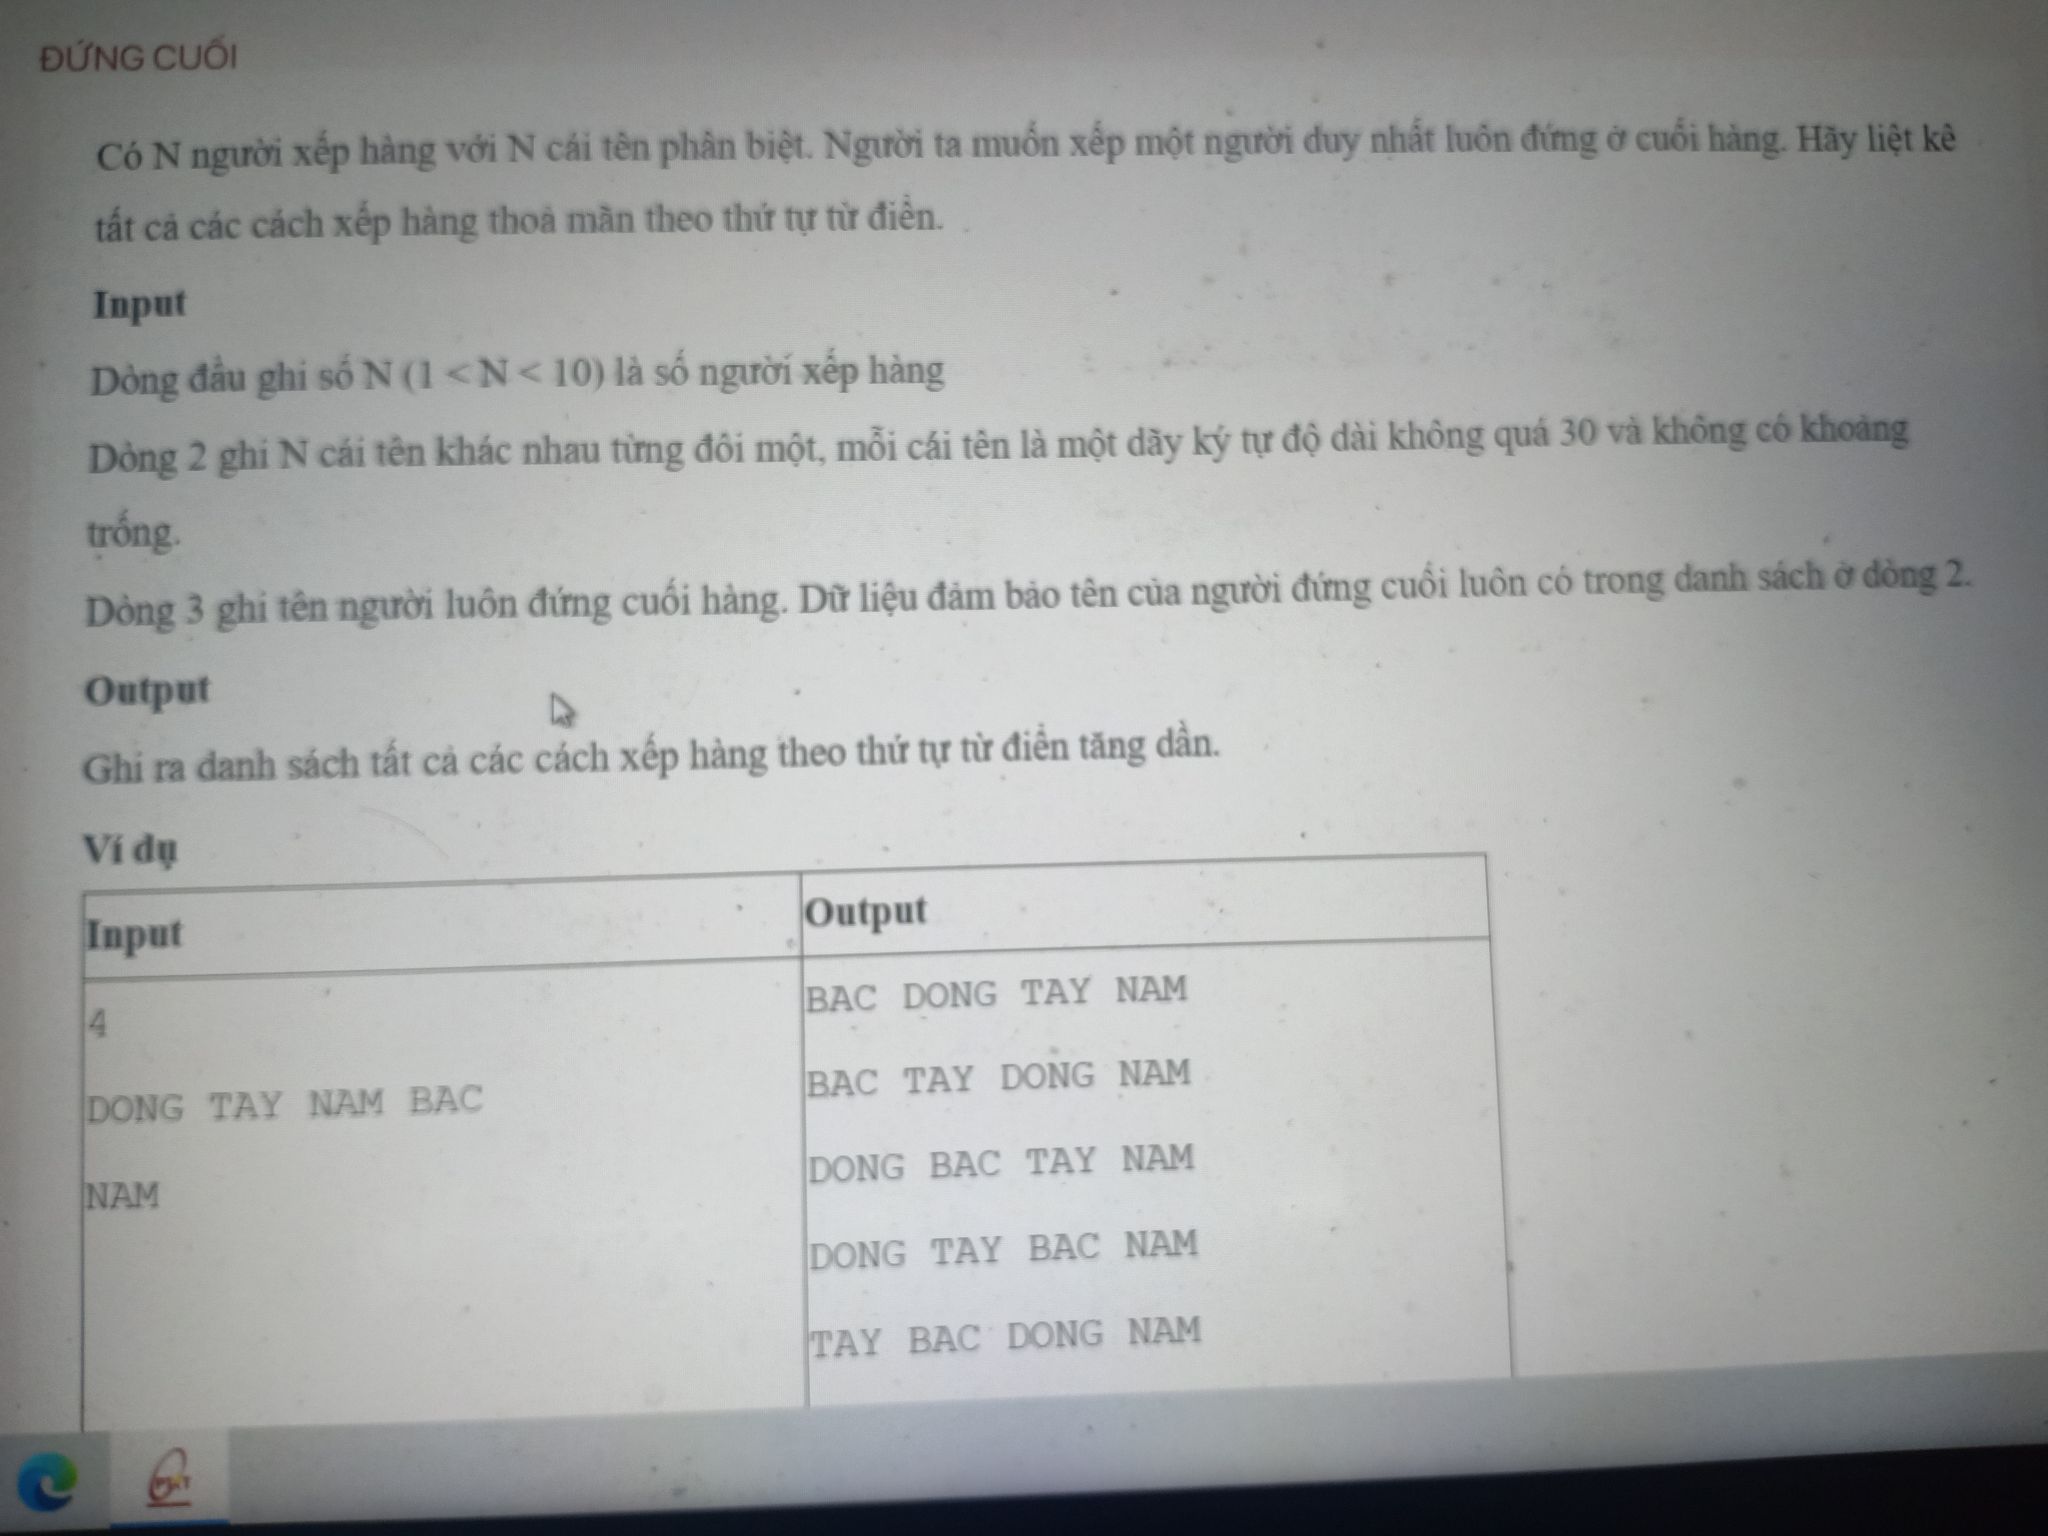 ĐỨNG CUỐI
Có N người xếp hàng với N cái tên phân biệt. Người ta muốn xếp một người duy nhất luôn đứng ở cuối hàng. Hãy liệt kê
tất cả các cách xếp hàng thoả mãn theo thứ tự từ điển.
Input
Dòng đầu ghi số N (1 < N < 10) là số người xếp hàng
Dòng 2 ghi N cái tên khác nhau từng đôi một, mỗi cái tên là một dãy ký tự độ dài không quá 30 và không có khoảng
trống.
Dòng 3 ghi tên người luôn đứng cuối hàng. Dữ liệu đảm bảo tên của người đứng cuối luôn có trong danh sách ở dòng 2.
Output
Ghi ra danh sách tất cả các cách xếp hàng theo thứ tự từ điển tăng dần.
Ví dụ
Input
Output
4
DONG TAY NAM BAC
NAM
BAC DONG TAY NAM
BAC TAY DONG NAM
DONG BAC TAY NAM
DONG TAY BAC NAM
TAY BAC DONG NAM